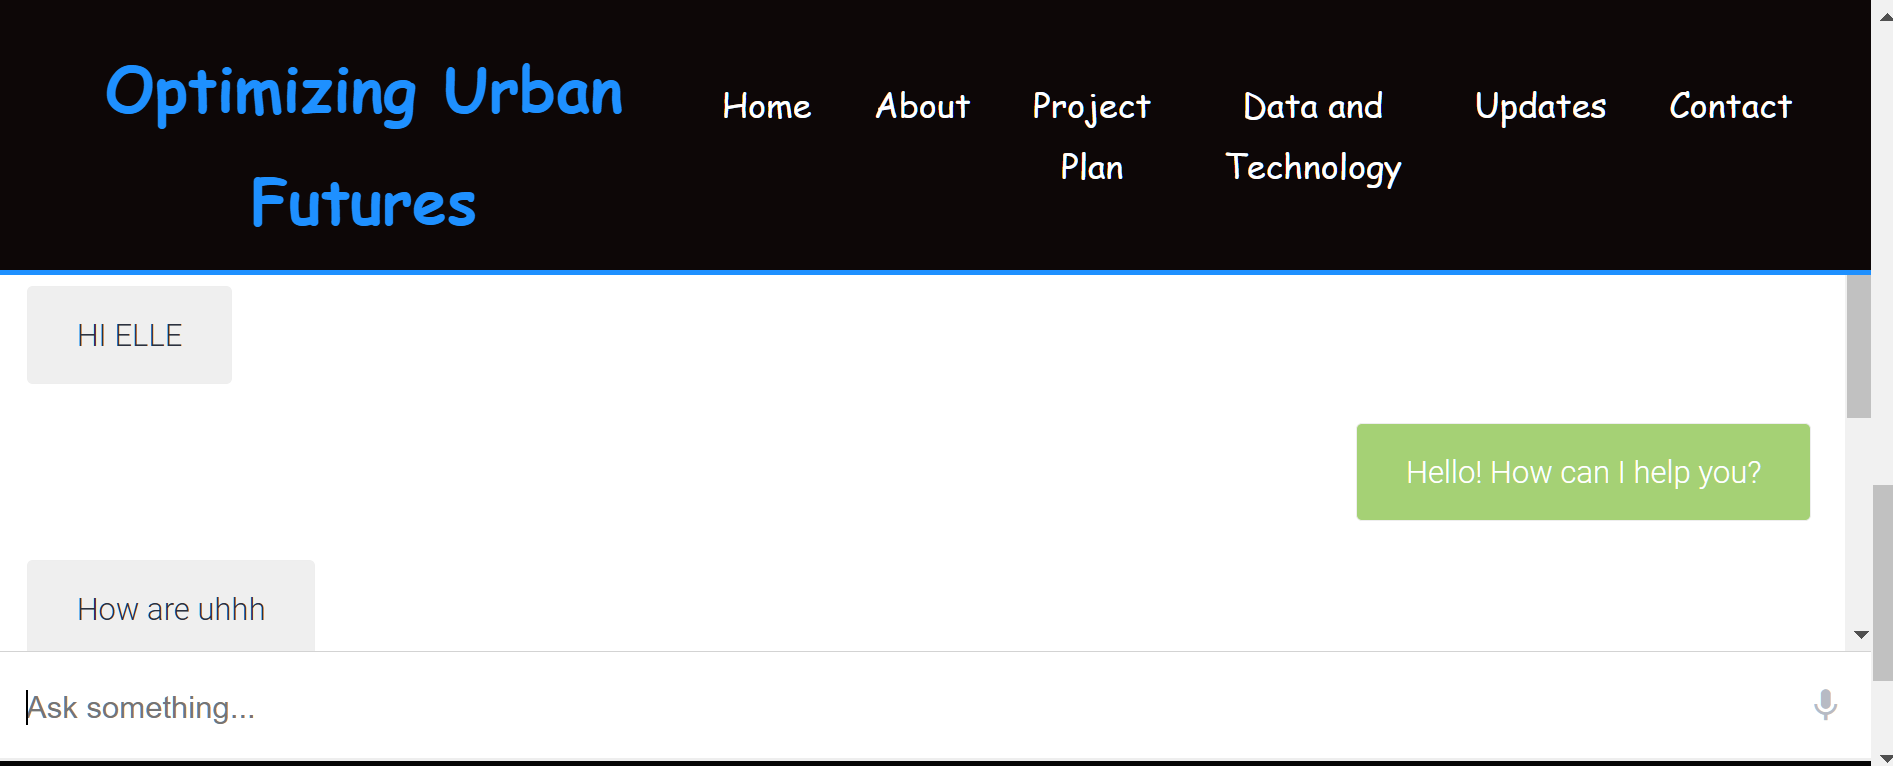 Optimizing Urban
Futures
Home
About
Project
Plan
Data and
Technology
Updates
Contact
HI ELLE
Hello! How can I help you?
How are uhhh
Ask something...